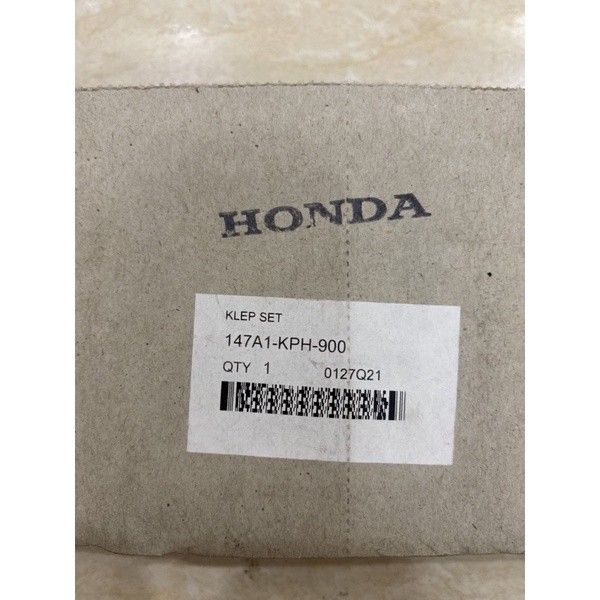 HONDA
KLEP SET
147A1-KPH-900
QTY 1 0127Q21